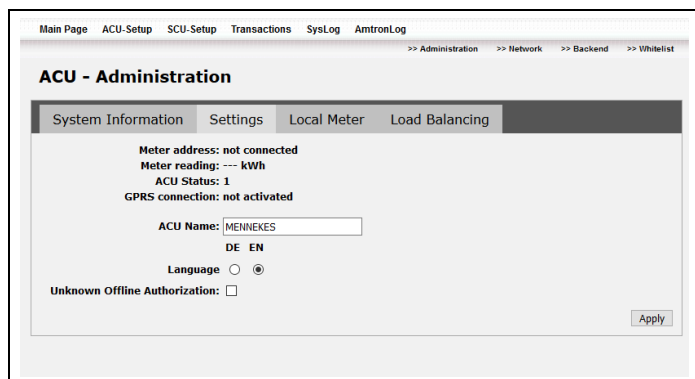 Main Page ACU-Setup SCU-Setup Transactions SysLog AmtronLog
>> Administration >> Network >> Backend >> Whitelist
ACU - Administration
System Information Settings Local Meter Load Balancing
Meter address: not connected
Meter reading: --- kWh
ACU Status: 1
GPRS connection: not activated
ACU Name: MENNEKES
DE EN
Language
Unknown Offline Authorization:
Apply